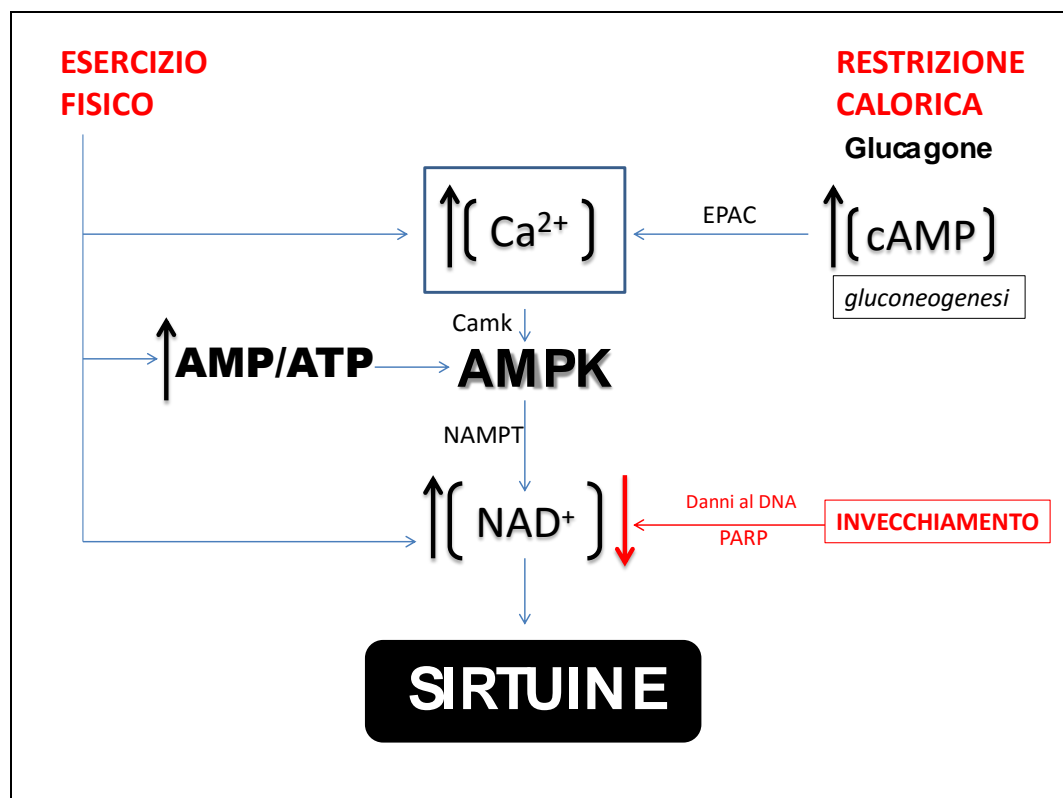 ESERCIZIO
FISICO
RESTRIZIONE
CALORICA
Glucagone
[ Ca²⁺ ]
EPAC
[cAMP]
gluconeogenesi
Camk
AMP/ATP
AMPK
NAMPT
[ NAD⁺ ]
Danni al DNA
PARP
INVECCHIAMENTO
SIRTUINE